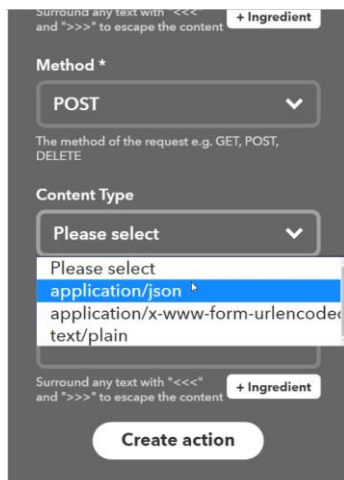 Surround any text with "<<<"
and ">>>" to escape the content
+ Ingredient
Method *
POST
The method of the request e.g. GET, POST,
DELETE
Content Type
Please select
Please select
application/json
application/x-www-form-urlencoded
text/plain
Surround any text with "<<<"
and ">>>" to escape the content
+ Ingredient
Create action